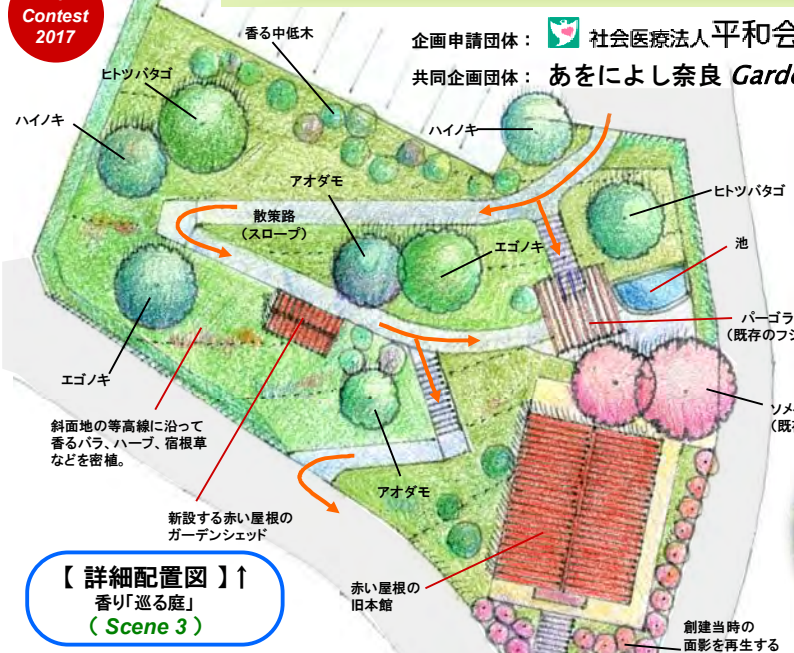 Contest
2017
企画申請団体： 社会医療法人平和会
共同企画団体： あをによし奈良 Garde
香る中低木
ヒトツバタゴ
ハイノキ
ハイノキ
アオダモ
ヒトツバタゴ
散策路
（スロープ）
エゴノキ
池
パーゴラ
（既存のフジ
エゴノキ
ソメ
（既存
斜面地の等高線に沿って
香るバラ、ハーブ、宿根草
などを密植。
アオダモ
新設する赤い屋根の
ガーデンシェッド
【 詳細配置図 】↑
香り「巡る庭」
（ Scene 3 ）
赤い屋根の
旧本館
創建当時の
面影を再生する